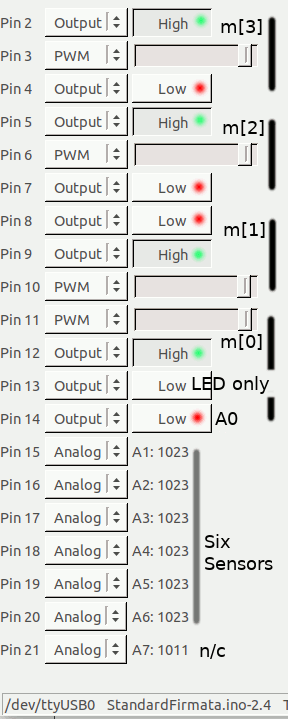 Pin 2 Output High m[3]
Pin 3 PWM
Pin 4 Output Low
Pin 5 Output High m[2]
Pin 6 PWM
Pin 7 Output Low
Pin 8 Output Low
m[1]
Pin 9 Output High
Pin 10 PWM
Pin 11 PWM
m[0]
Pin 12 Output High
Pin 13 Output Low LED only
Pin 14 Output Low A0
Pin 15 Analog A1: 1023
Pin 16 Analog A2: 1023
Pin 17 Analog A3: 1023
Pin 18 Analog A4: 1023
Six
Sensors
Pin 19 Analog A5: 1023
Pin 20 Analog A6: 1023
Pin 21 Analog A7: 1011 n/c
/dev/ttyUSB0 StandardFirmata.ino-2.4